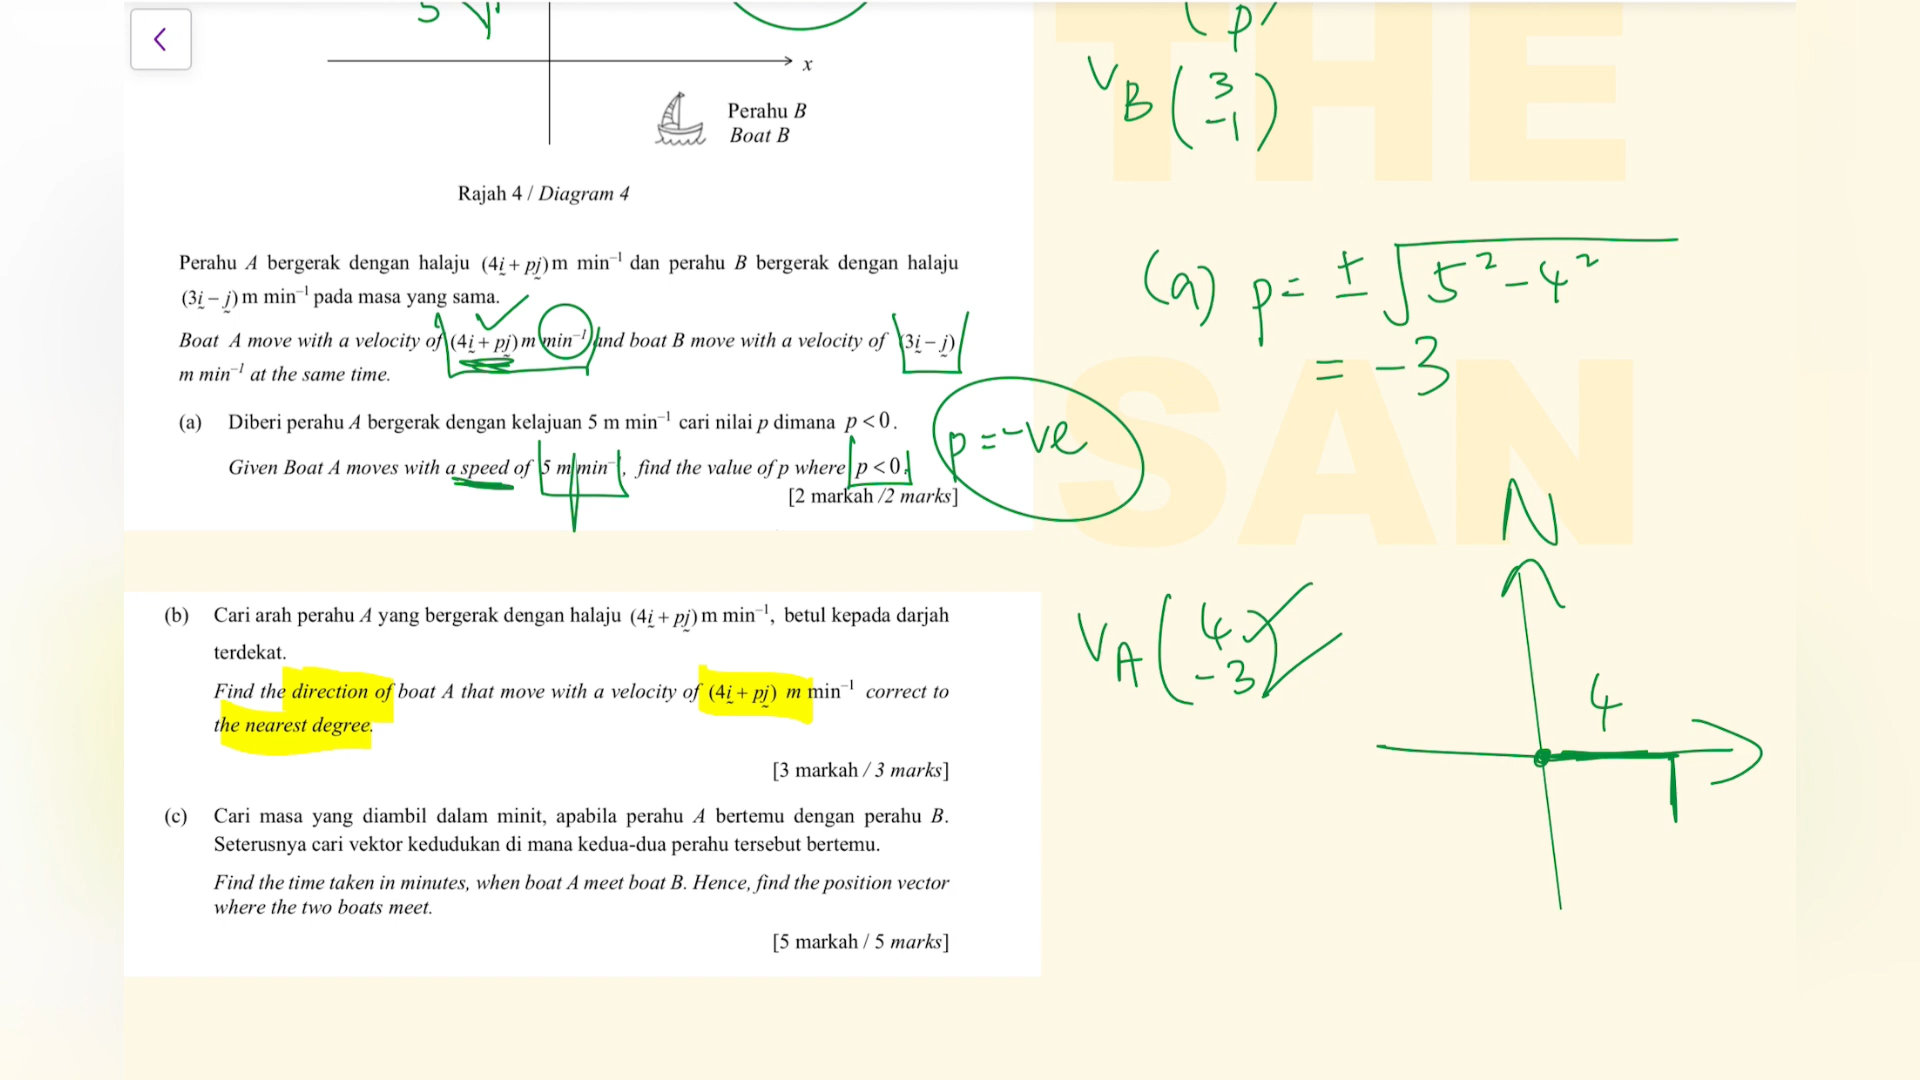 THE
SAN
5
x
Perahu B
Boat B
Rajah 4 / Diagram 4
Perahu A bergerak dengan halaju (4i + pj) m min⁻¹ dan perahu B bergerak dengan halaju
(3i – j) m min⁻¹ pada masa yang sama.
Boat A move with a velocity of (4i + pj) m min⁻¹ and boat B move with a velocity of (3i – j)
m min⁻¹ at the same time.
(a) Diberi perahu A bergerak dengan kelajuan 5 m min⁻¹ cari nilai p dimana p < 0.
Given Boat A moves with a speed of 5 m min⁻¹, find the value of p where p < 0.
[2 markah /2 marks]
(b) Cari arah perahu A yang bergerak dengan halaju (4i + pj) m min⁻¹, betul kepada darjah
terdekat.
Find the direction of boat A that move with a velocity of (4i + pj) m min⁻¹ correct to
the nearest degree.
[3 markah / 3 marks]
(c) Cari masa yang diambil dalam minit, apabila perahu A bertemu dengan perahu B.
Seterusnya cari vektor kedudukan di mana kedua-dua perahu tersebut bertemu.
Find the time taken in minutes, when boat A meet boat B. Hence, find the position vector
where the two boats meet.
[5 markah / 5 marks]
p
V_B (3
-1)
(a) p = ± √5² - 4²
= -3
p = -ve
N
V_A (4
-3)
4